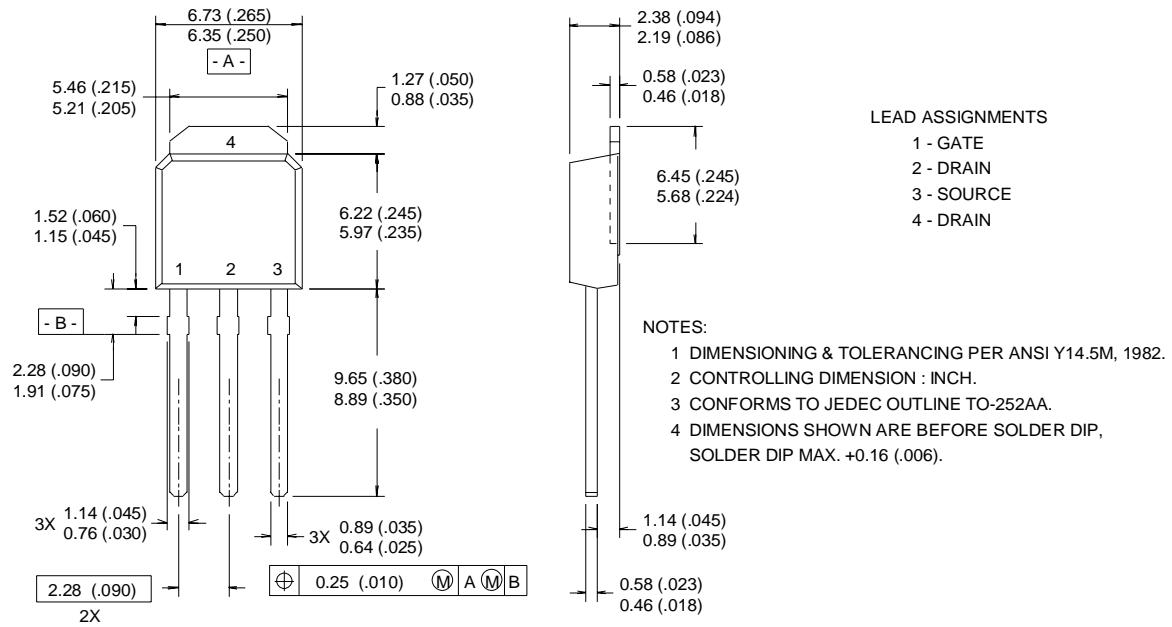 6.73 (.265)
6.35 (.250)
- A -
5.46 (.215)
5.21 (.205)
1.27 (.050)
0.88 (.035)
4
1.52 (.060)
1.15 (.045)
6.22 (.245)
5.97 (.235)
1 2 3
- B -
2.28 (.090)
1.91 (.075)
9.65 (.380)
8.89 (.350)
3X 1.14 (.045)
0.76 (.030)
3X 0.89 (.035)
0.64 (.025)
2.28 (.090)
2X
⌖ 0.25 (.010) Ⓜ A Ⓜ B
2.38 (.094)
2.19 (.086)
0.58 (.023)
0.46 (.018)
6.45 (.245)
5.68 (.224)
1.14 (.045)
0.89 (.035)
0.58 (.023)
0.46 (.018)
LEAD ASSIGNMENTS
1 - GATE
2 - DRAIN
3 - SOURCE
4 - DRAIN
NOTES:
1 DIMENSIONING & TOLERANCING PER ANSI Y14.5M, 1982.
2 CONTROLLING DIMENSION : INCH.
3 CONFORMS TO JEDEC OUTLINE TO-252AA.
4 DIMENSIONS SHOWN ARE BEFORE SOLDER DIP,
SOLDER DIP MAX. +0.16 (.006).